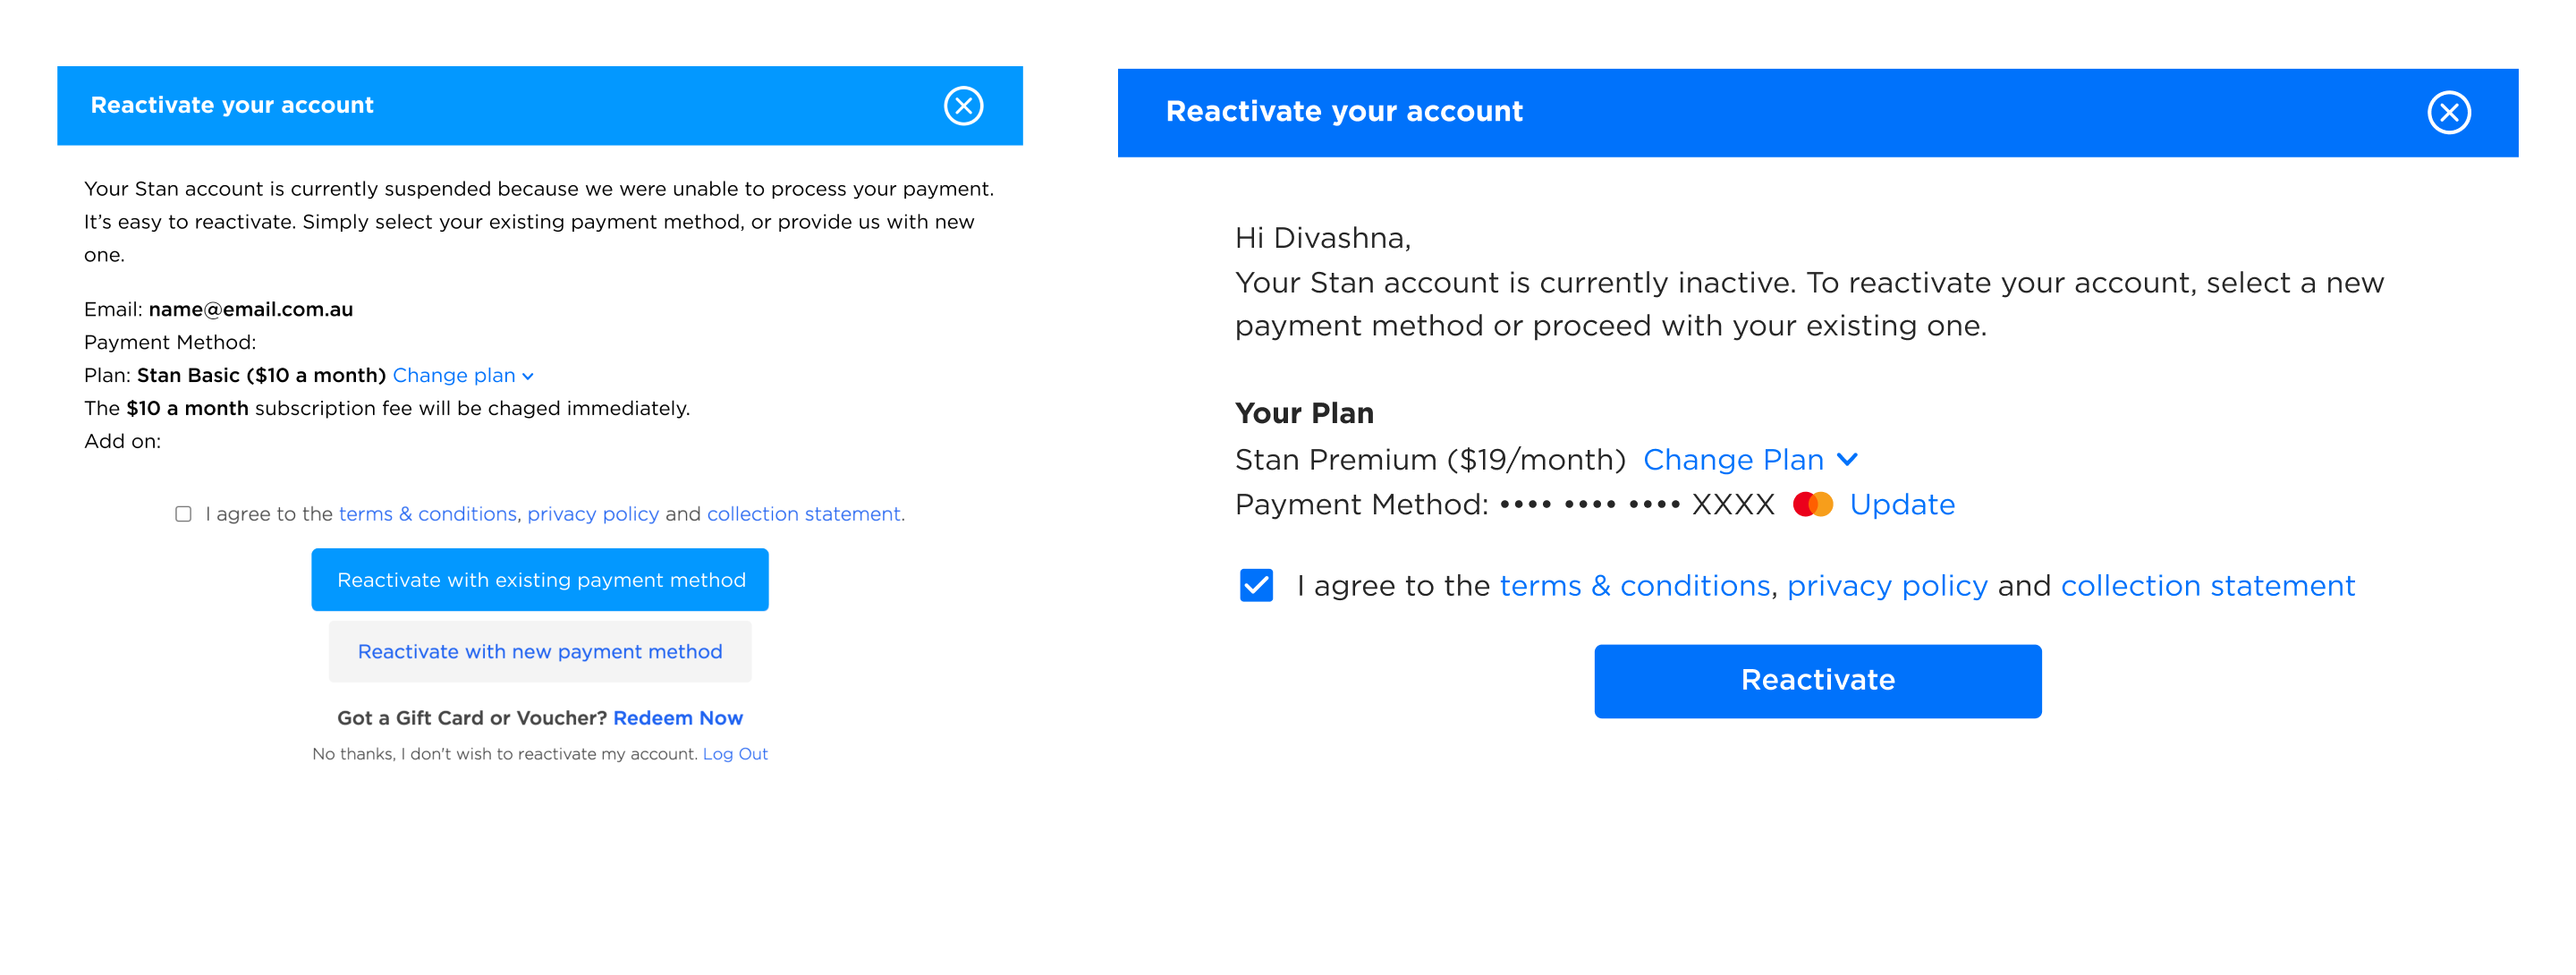 Reactivate your account
Your Stan account is currently suspended because we were unable to process your payment.
It’s easy to reactivate. Simply select your existing payment method, or provide us with new
one.
Email: name@email.com.au
Payment Method:
Plan: Stan Basic ($10 a month) Change plan
The $10 a month subscription fee will be chaged immediately.
Add on:
I agree to the terms & conditions, privacy policy and collection statement.
Reactivate with existing payment method
Reactivate with new payment method
Got a Gift Card or Voucher? Redeem Now
No thanks, I don't wish to reactivate my account. Log Out
Reactivate your account
Hi Divashna,
Your Stan account is currently inactive. To reactivate your account, select a new
payment method or proceed with your existing one.
Your Plan
Stan Premium ($19/month) Change Plan
Payment Method: •••• •••• •••• XXXX Update
I agree to the terms & conditions, privacy policy and collection statement
Reactivate